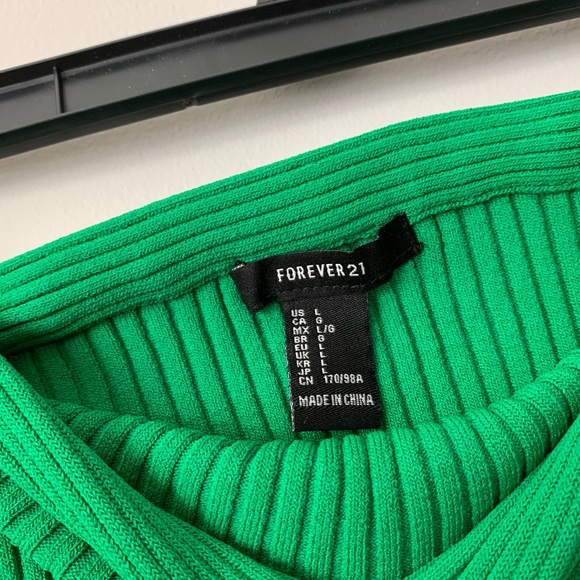 FOREVER 21
US L
CA G
MX L/G
BR G
EU L
UK L
KR L
JP L
CN 170/98A
MADE IN CHINA